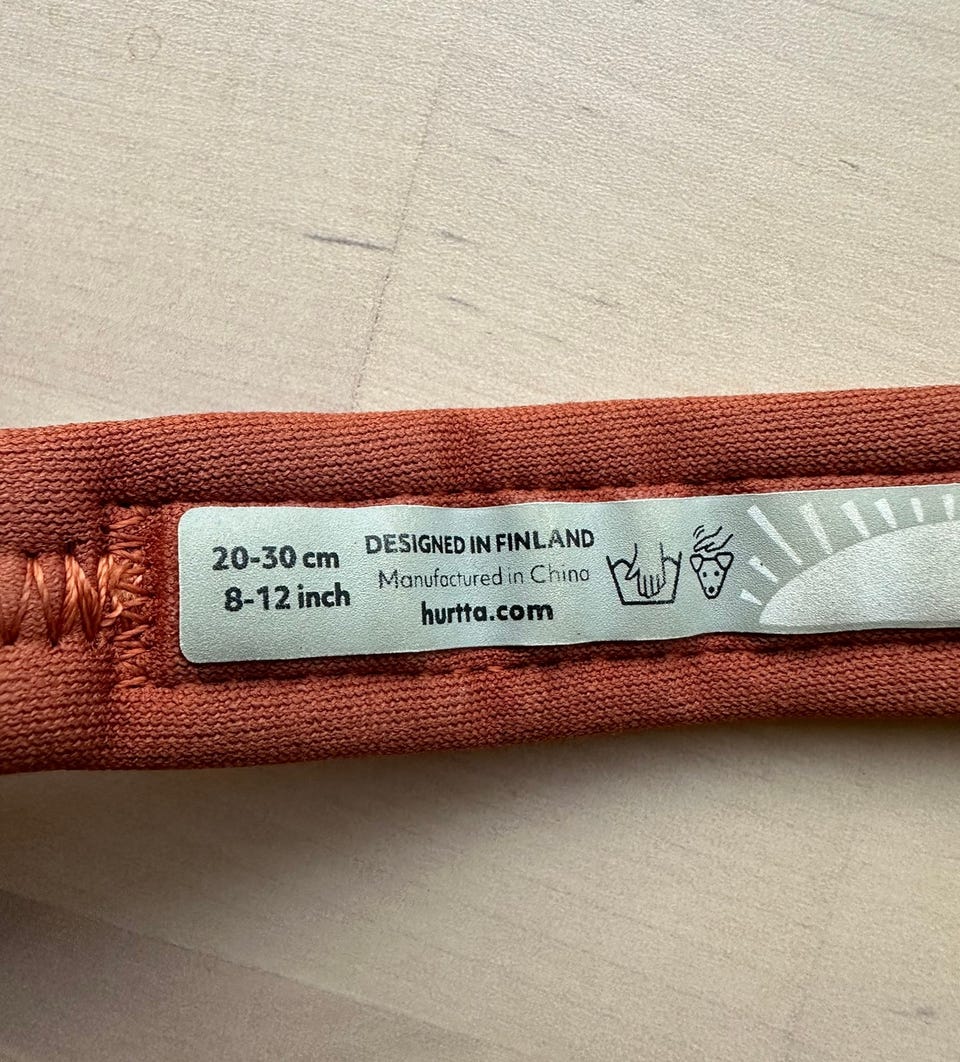 20-30 cm
8-12 inch
DESIGNED IN FINLAND
Manufactured in China
hurtta.com